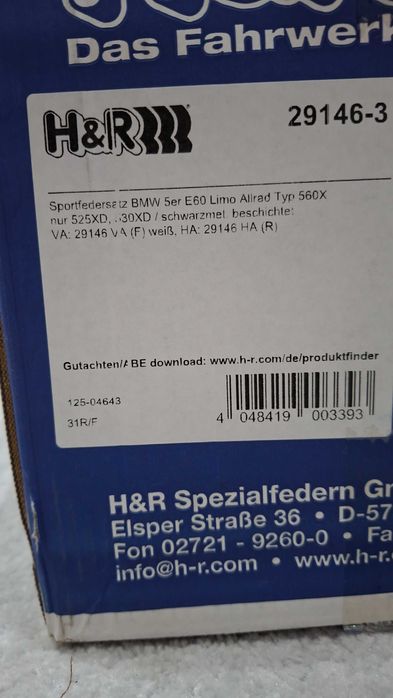 Das Fahrwerk
H&R
29146-3
Sportfedersatz BMW 5er E60 Limo Allrad Typ 560X
nur 525XD, 530XD / schwarzmet. beschichtet
VA: 29146 VA (F) weiß, HA: 29146 HA (R)
Gutachten/ABE download: www.h-r.com/de/produktfinder
125-04643
31R/F
4 048419 003393
H&R Spezialfedern
Elsper Straße 36 • D-57
Fon 02721 - 9260-0 • Fa
info@h-r.com • www.h-r.